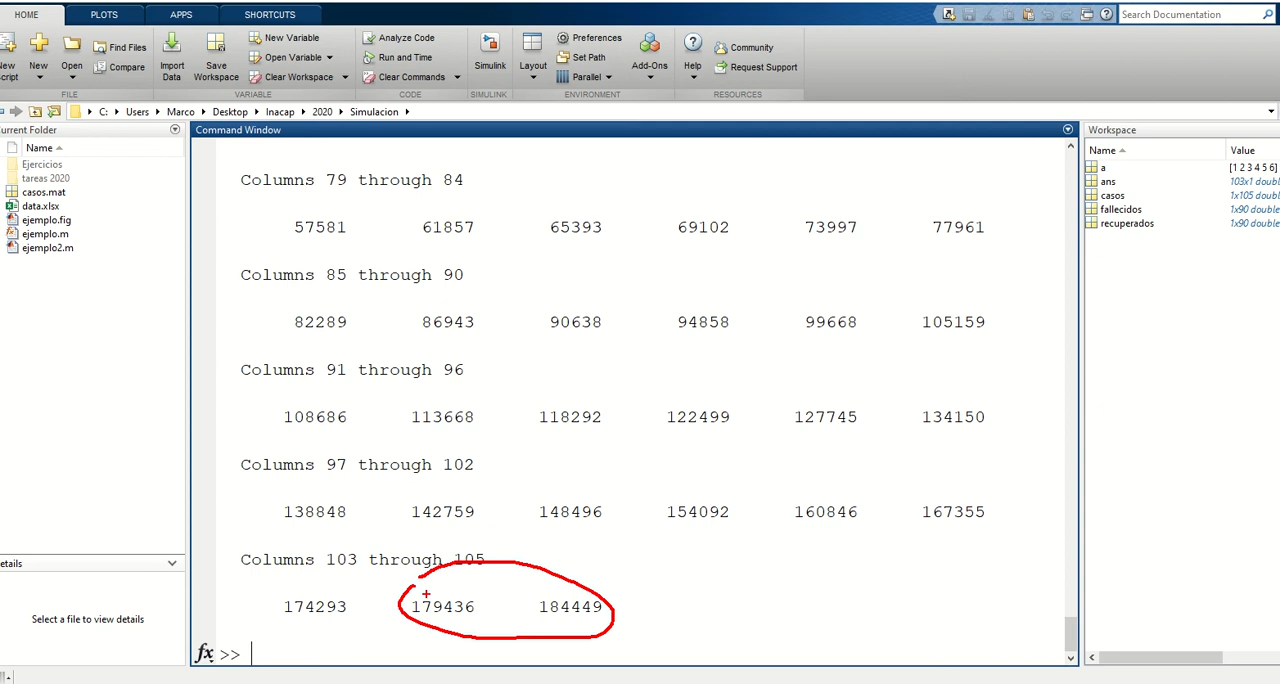 HOME PLOTS APPS SHORTCUTS Search Documentation
New Script
New
Open
Find Files
Compare
Import Data
Save Workspace
New Variable
Open Variable
Clear Workspace
Analyze Code
Run and Time
Clear Commands
Simulink
Layout
Preferences
Set Path
Parallel
Add-Ons
Help
Community
Request Support
FILE VARIABLE CODE SIMULINK ENVIRONMENT RESOURCES
C: Users Marco Desktop Inacap 2020 Simulacion
urrent Folder
Name
Ejercicios
tareas 2020
casos.mat
data.xlsx
ejemplo.fig
ejemplo.m
ejemplo2.m
etails
Select a file to view details
Command Window
Columns 79 through 84
57581 61857 65393 69102 73997 77961
Columns 85 through 90
82289 86943 90638 94858 99668 105159
Columns 91 through 96
108686 113668 118292 122499 127745 134150
Columns 97 through 102
138848 142759 148496 154092 160846 167355
Columns 103 through 105
174293 179436 184449
fx >>
Workspace
Name Value
a [1 2 3 4 5 6]
ans 103x1 doubl
casos 1x105 doubl
fallecidos 1x90 double
recuperados 1x90 double